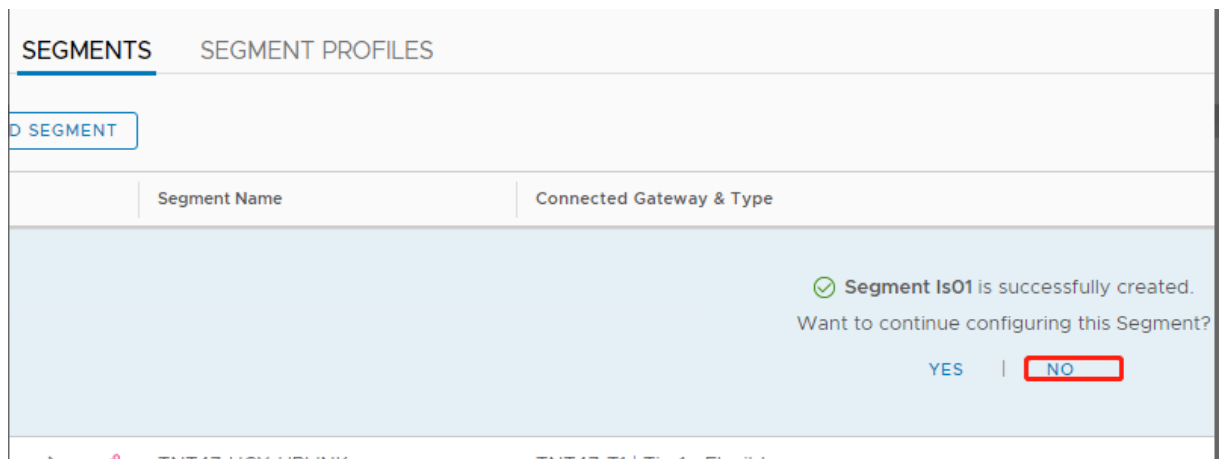 SEGMENTS SEGMENT PROFILES
D SEGMENT
Segment Name Connected Gateway & Type
Segment ls01 is successfully created.
Want to continue configuring this Segment?
YES | NO